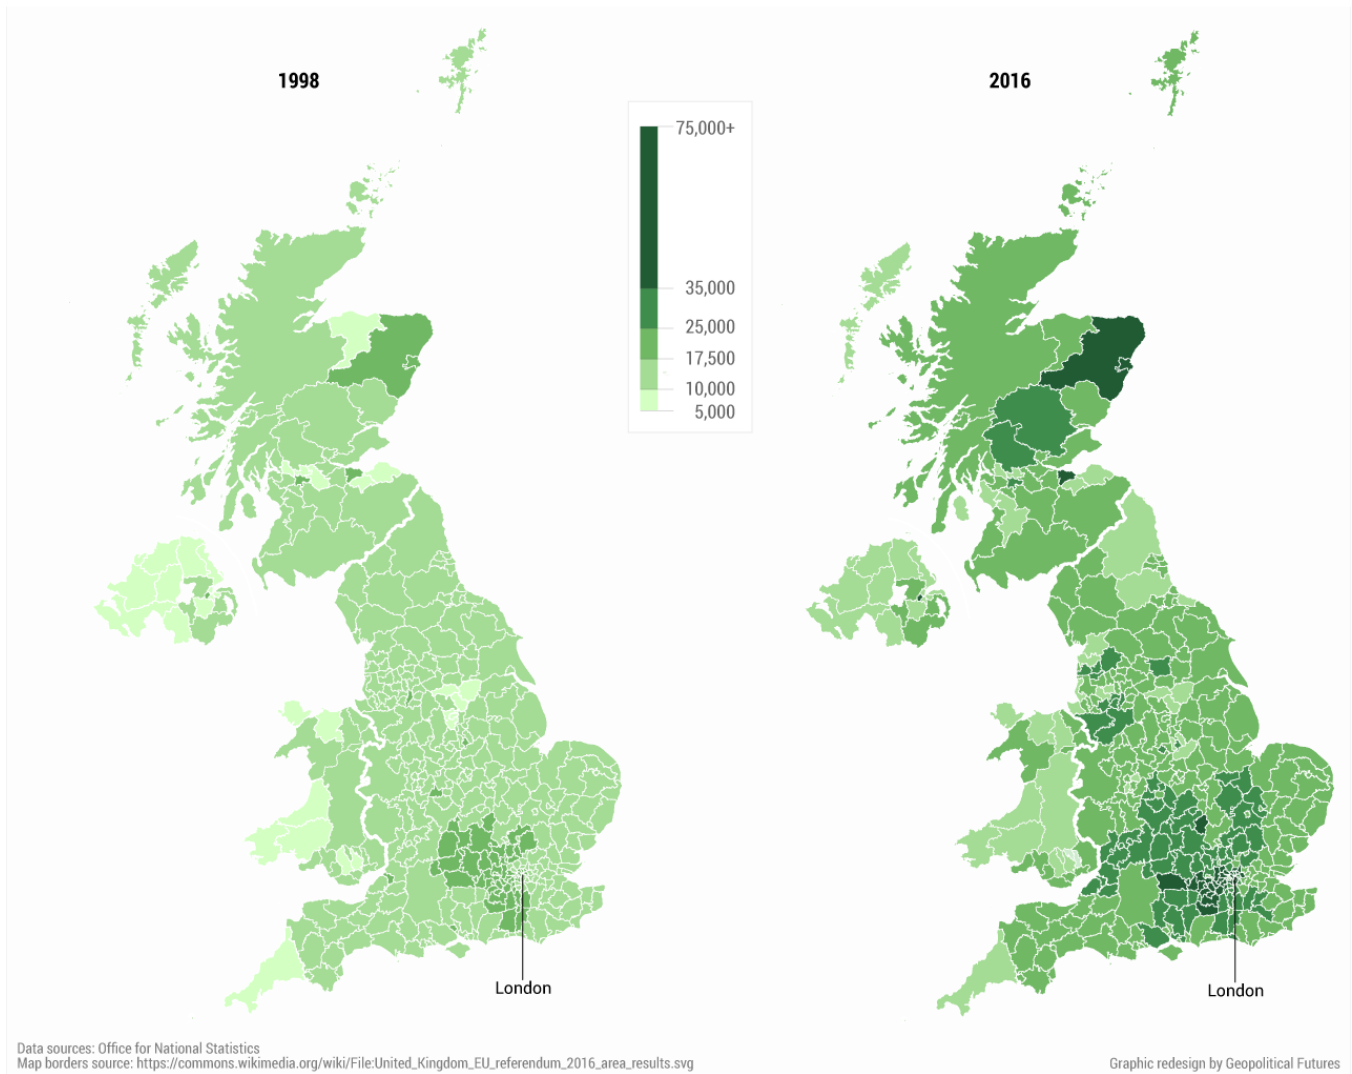 1998
2016
75,000+
35,000
25,000
17,500
10,000
5,000
London
London
Data sources: Office for National Statistics
Map borders source: https://commons.wikimedia.org/wiki/File:United_Kingdom_EU_referendum_2016_area_results.svg
Graphic redesign by Geopolitical Futures